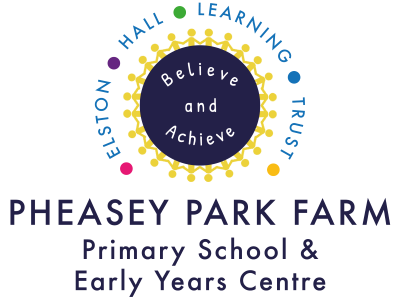 ELSTON HALL LEARNING TRUST
Believe
and
Achieve
PHEASEY PARK FARM
Primary School &
Early Years Centre